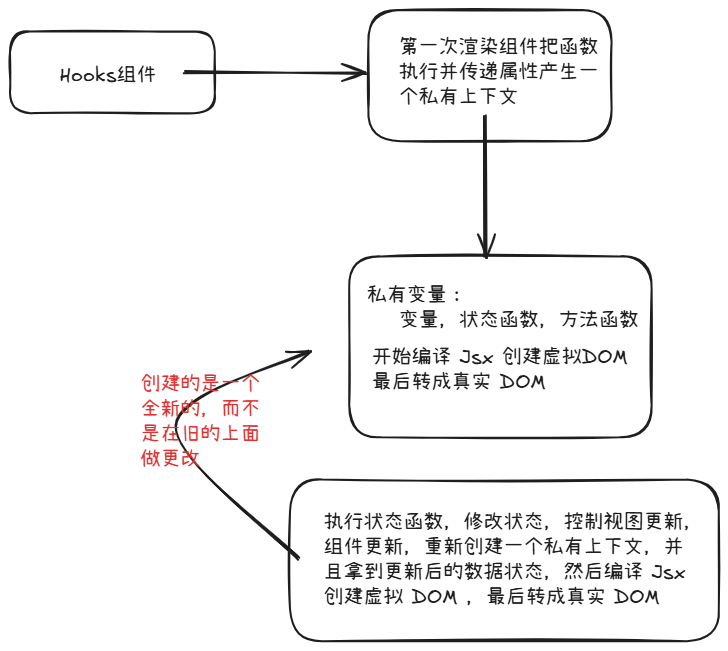 Hooks组件
第一次渲染组件把函数
执行并传递属性产生一
个私有上下文
私有变量：
变量，状态函数，方法函数
开始编译 Jsx 创建虚拟DOM
最后转成真实 DOM
创建的是一个
全新的，而不
是在旧的上面
做更改
执行状态函数，修改状态，控制视图更新，
组件更新，重新创建一个私有上下文，并
且拿到更新后的数据状态，然后编译 Jsx
创建虚拟 DOM ，最后转成真实 DOM